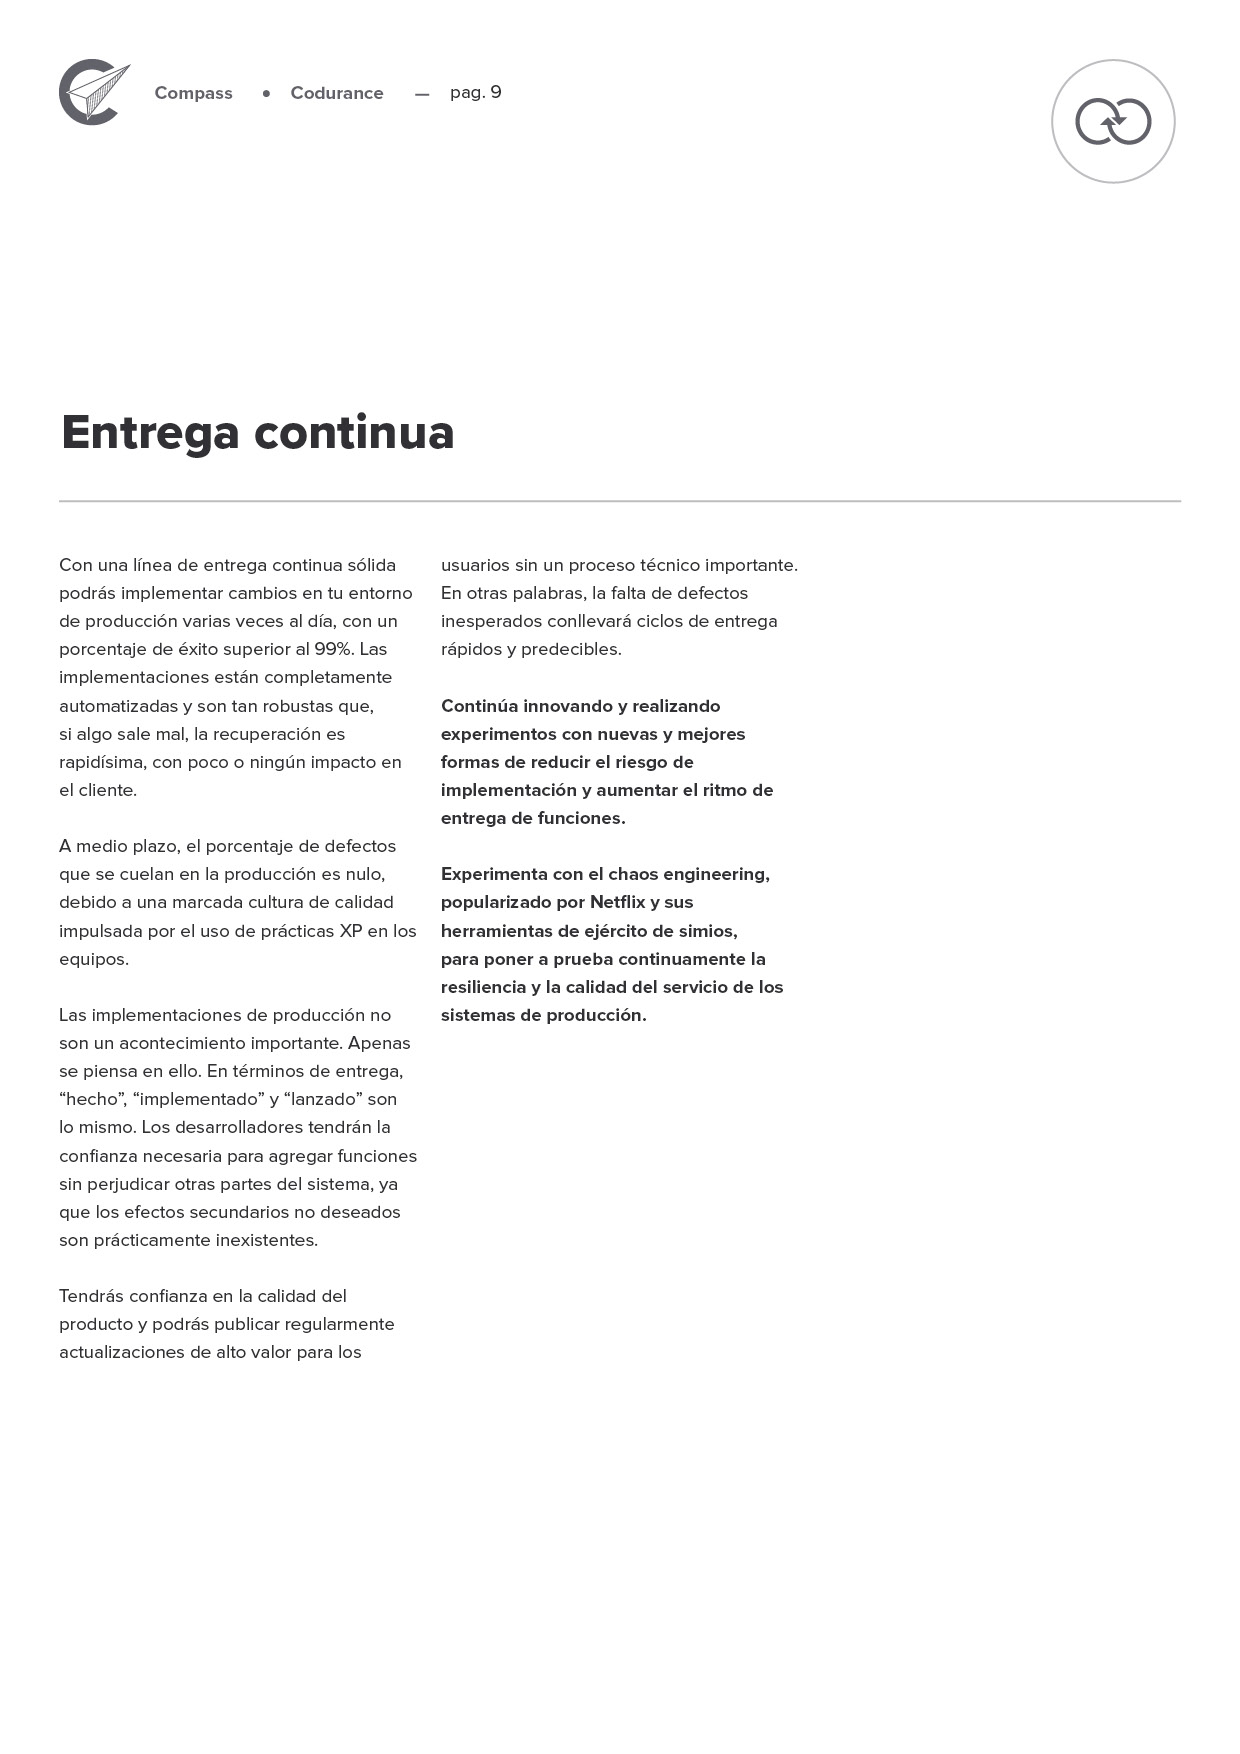 Compass • Codurance — pag. 9
Entrega continua
Con una línea de entrega continua sólida
podrás implementar cambios en tu entorno
de producción varias veces al día, con un
porcentaje de éxito superior al 99%. Las
implementaciones están completamente
automatizadas y son tan robustas que,
si algo sale mal, la recuperación es
rapidísima, con poco o ningún impacto en
el cliente.
A medio plazo, el porcentaje de defectos
que se cuelan en la producción es nulo,
debido a una marcada cultura de calidad
impulsada por el uso de prácticas XP en los
equipos.
Las implementaciones de producción no
son un acontecimiento importante. Apenas
se piensa en ello. En términos de entrega,
“hecho”, “implementado” y “lanzado” son
lo mismo. Los desarrolladores tendrán la
confianza necesaria para agregar funciones
sin perjudicar otras partes del sistema, ya
que los efectos secundarios no deseados
son prácticamente inexistentes.
Tendrás confianza en la calidad del
producto y podrás publicar regularmente
actualizaciones de alto valor para los
usuarios sin un proceso técnico importante.
En otras palabras, la falta de defectos
inesperados conllevará ciclos de entrega
rápidos y predecibles.
Continúa innovando y realizando
experimentos con nuevas y mejores
formas de reducir el riesgo de
implementación y aumentar el ritmo de
entrega de funciones.
Experimenta con el chaos engineering,
popularizado por Netflix y sus
herramientas de ejército de simios,
para poner a prueba continuamente la
resiliencia y la calidad del servicio de los
sistemas de producción.